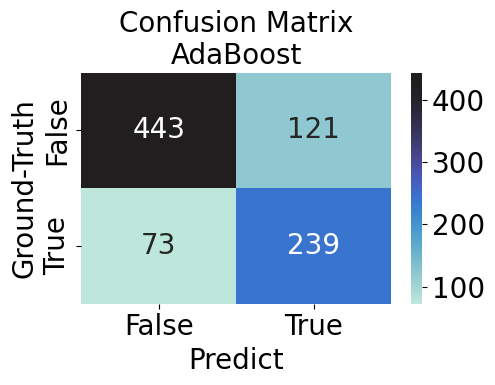 Confusion Matrix
AdaBoost
Ground-Truth
False
True
443
121
73
239
False
True
Predict
400
300
200
100